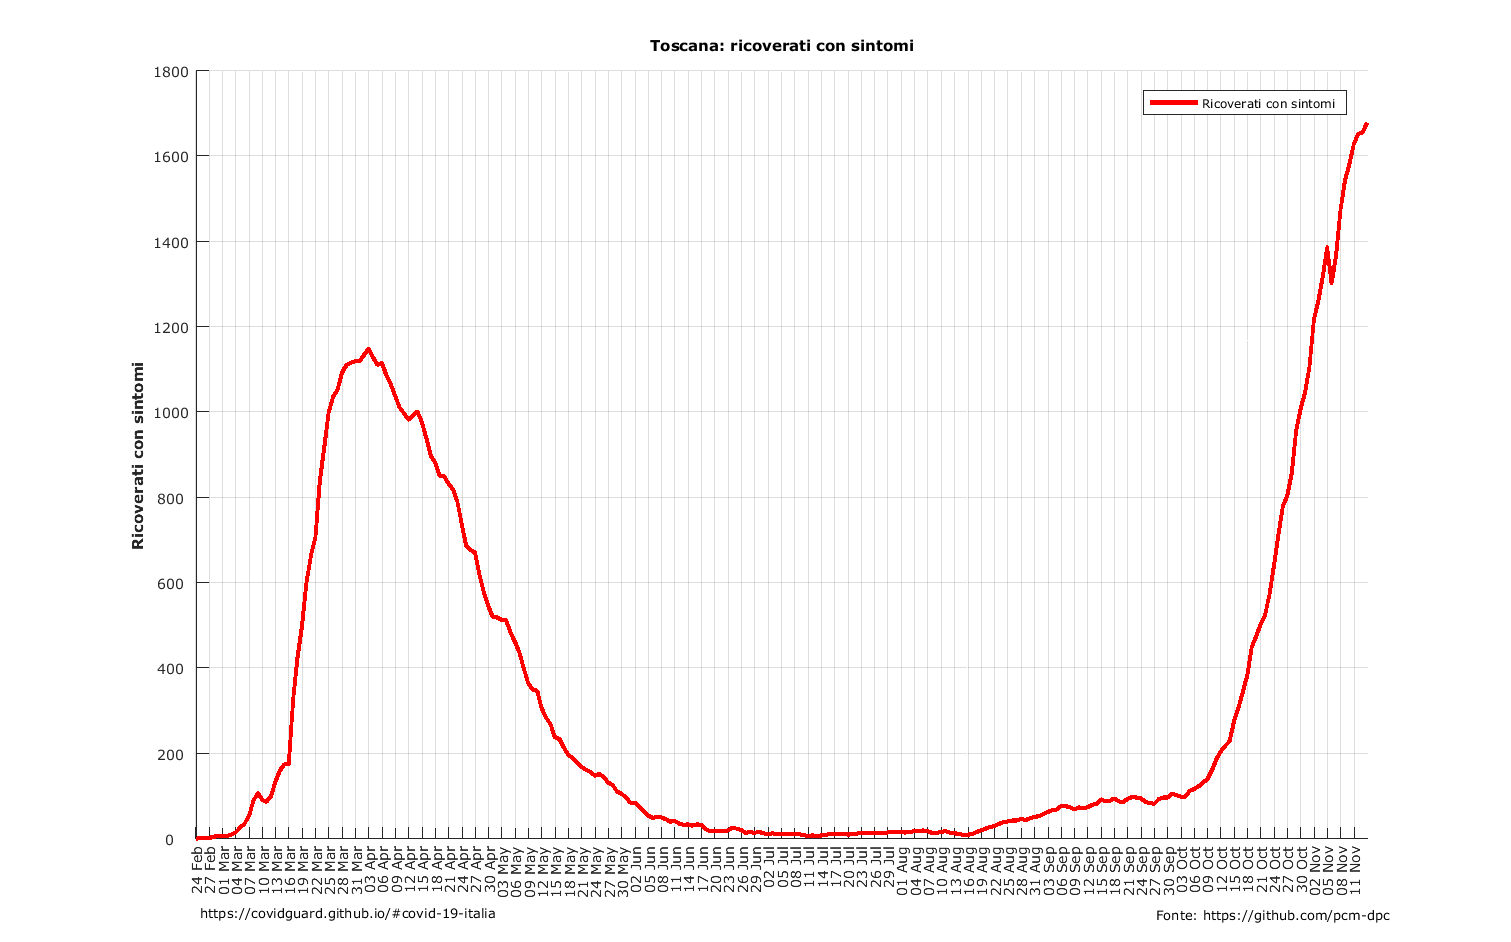 Toscana: ricoverati con sintomi
Ricoverati con sintomi
Ricoverati con sintomi
1800
1600
1400
1200
1000
800
600
400
200
0
24 Feb
27 Feb
01 Mar
04 Mar
07 Mar
10 Mar
13 Mar
16 Mar
19 Mar
22 Mar
25 Mar
28 Mar
31 Mar
03 Apr
06 Apr
09 Apr
12 Apr
15 Apr
18 Apr
21 Apr
24 Apr
27 Apr
30 Apr
03 May
06 May
09 May
12 May
15 May
18 May
21 May
24 May
27 May
30 May
02 Jun
05 Jun
08 Jun
11 Jun
14 Jun
17 Jun
20 Jun
23 Jun
26 Jun
29 Jun
02 Jul
05 Jul
08 Jul
11 Jul
14 Jul
17 Jul
20 Jul
23 Jul
26 Jul
29 Jul
01 Aug
04 Aug
07 Aug
10 Aug
13 Aug
16 Aug
19 Aug
22 Aug
25 Aug
28 Aug
31 Aug
03 Sep
06 Sep
09 Sep
12 Sep
15 Sep
18 Sep
21 Sep
24 Sep
27 Sep
30 Sep
03 Oct
06 Oct
09 Oct
12 Oct
15 Oct
18 Oct
21 Oct
24 Oct
27 Oct
30 Oct
02 Nov
05 Nov
08 Nov
11 Nov
https://covidguard.github.io/#covid-19-italia
Fonte: https://github.com/pcm-dpc